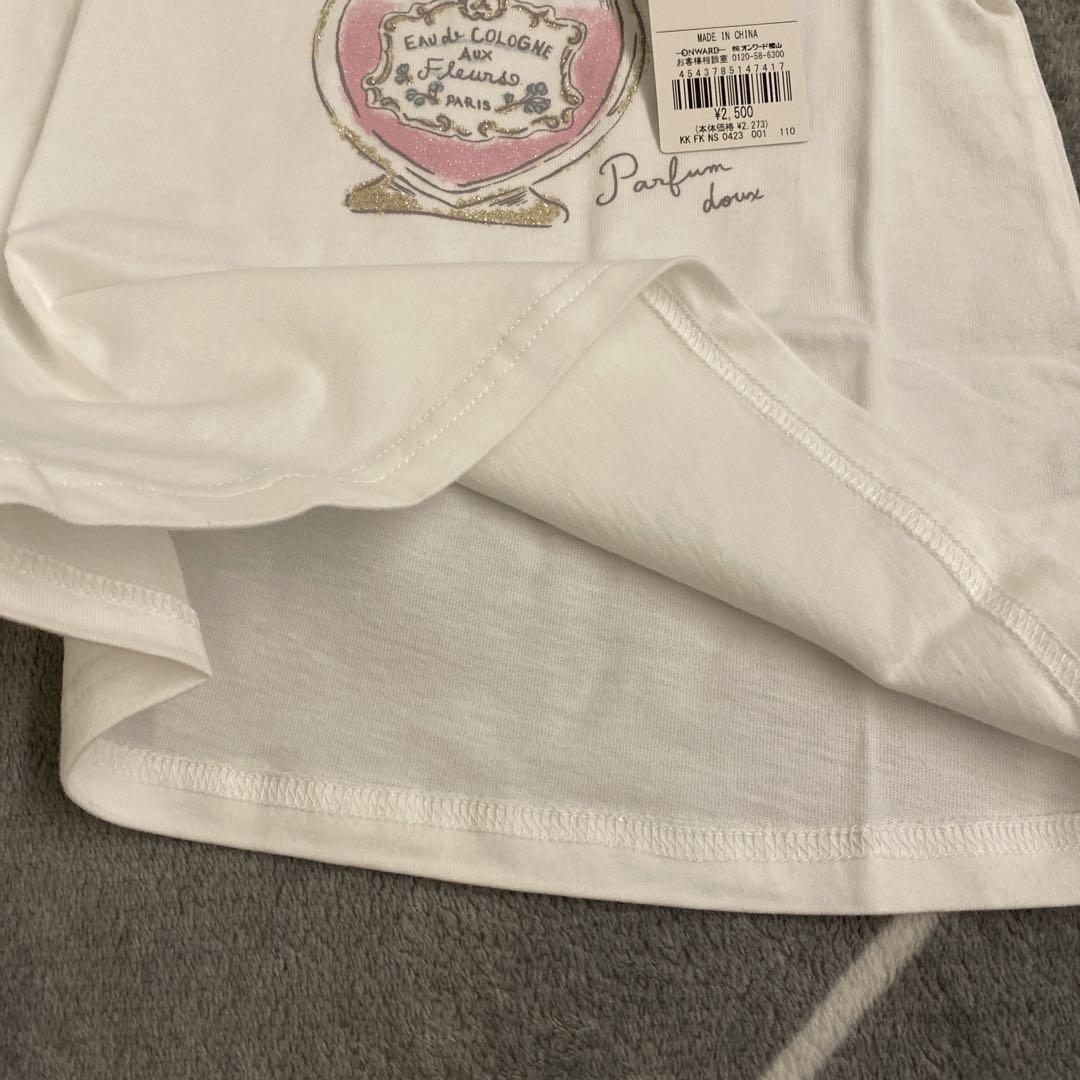 EAU de COLOGNE
AUX
Fleurs
PARIS
Parfum
doux
MADE IN CHINA
ONWARD ㈱オンワード樫山
お客様相談室 0120-58-6300
4543785147417
¥2,500
(本体価格 ¥2,273)
KK FK NS 0423 001 110